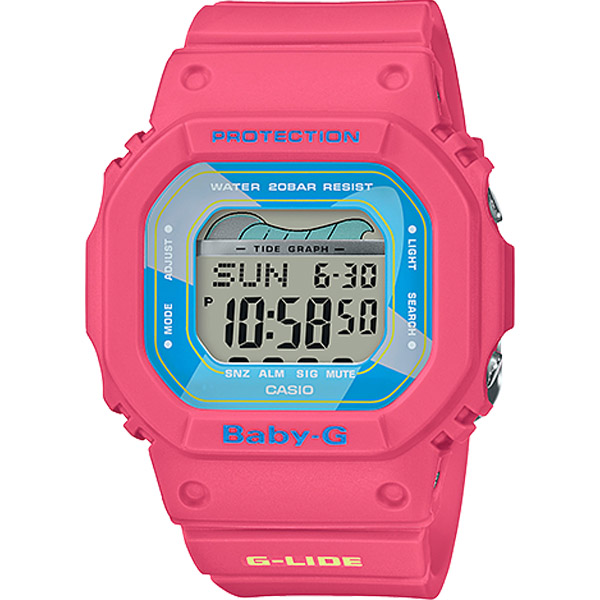 PROTECTION
WATER 20BAR RESIST
ADJUST
MODE
LIGHT
SEARCH
TIDE GRAPH
SUN 6-30
P 10:58 50
SNZ ALM SIG MUTE
CASIO
Baby-G
G-LIDE